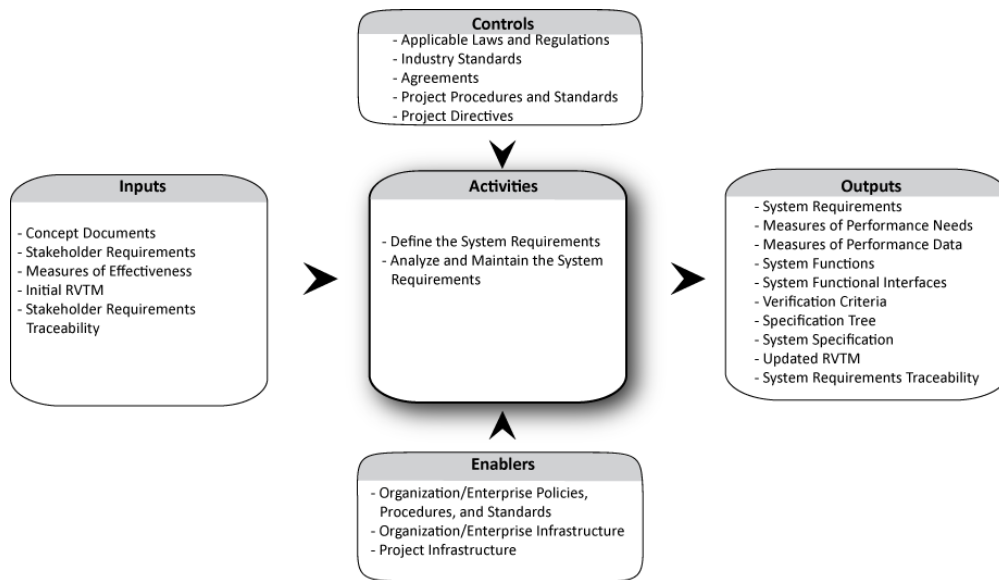 Controls
- Applicable Laws and Regulations
- Industry Standards
- Agreements
- Project Procedures and Standards
- Project Directives
Inputs
- Concept Documents
- Stakeholder Requirements
- Measures of Effectiveness
- Initial RVTM
- Stakeholder Requirements
Traceability
Activities
- Define the System Requirements
- Analyze and Maintain the System
Requirements
Outputs
- System Requirements
- Measures of Performance Needs
- Measures of Performance Data
- System Functions
- System Functional Interfaces
- Verification Criteria
- Specification Tree
- System Specification
- Updated RVTM
- System Requirements Traceability
Enablers
- Organization/Enterprise Policies,
Procedures, and Standards
- Organization/Enterprise Infrastructure
- Project Infrastructure